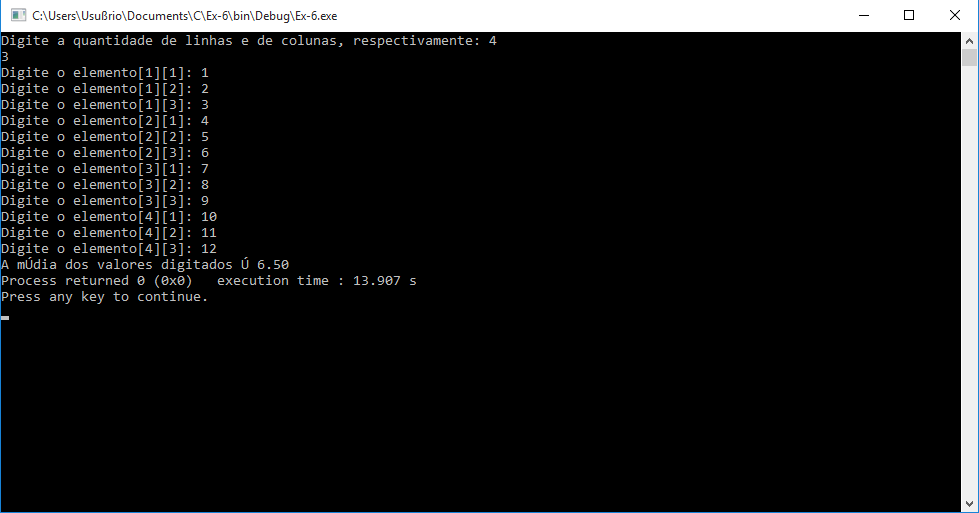 C:\Users\Usußrio\Documents\C\Ex-6\bin\Debug\Ex-6.exe
Digite a quantidade de linhas e de colunas, respectivamente: 4
3
Digite o elemento[1][1]: 1
Digite o elemento[1][2]: 2
Digite o elemento[1][3]: 3
Digite o elemento[2][1]: 4
Digite o elemento[2][2]: 5
Digite o elemento[2][3]: 6
Digite o elemento[3][1]: 7
Digite o elemento[3][2]: 8
Digite o elemento[3][3]: 9
Digite o elemento[4][1]: 10
Digite o elemento[4][2]: 11
Digite o elemento[4][3]: 12
A mÚdia dos valores digitados Ú 6.50
Process returned 0 (0x0)   execution time : 13.907 s
Press any key to continue.